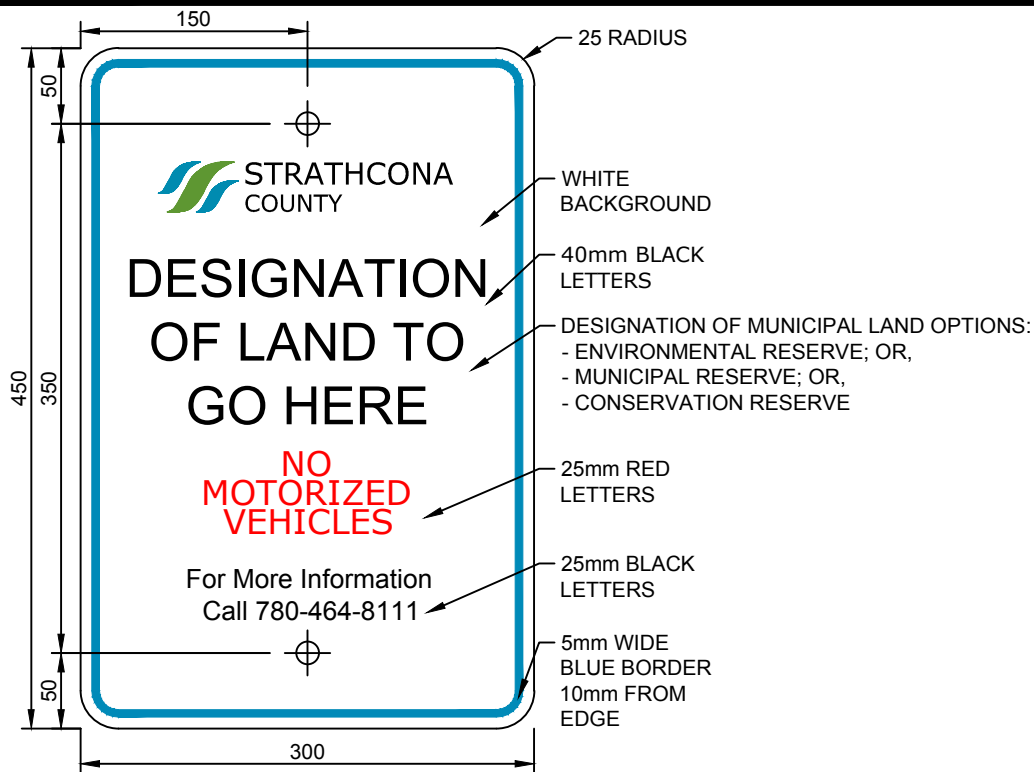 150
25 RADIUS
50
450
350
50
300
STRATHCONA
COUNTY
DESIGNATION
OF LAND TO
GO HERE
NO
MOTORIZED
VEHICLES
For More Information
Call 780-464-8111
WHITE
BACKGROUND
40mm BLACK
LETTERS
DESIGNATION OF MUNICIPAL LAND OPTIONS:
- ENVIRONMENTAL RESERVE; OR,
- MUNICIPAL RESERVE; OR,
- CONSERVATION RESERVE
25mm RED
LETTERS
25mm BLACK
LETTERS
5mm WIDE
BLUE BORDER
10mm FROM
EDGE